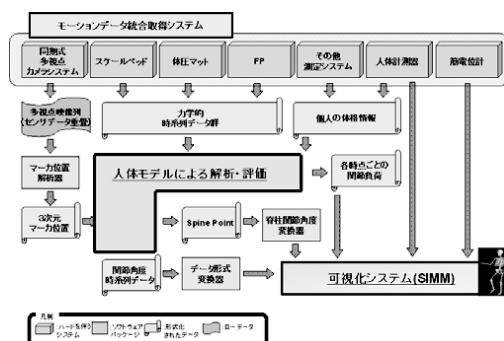 モーションデータ統合取得システム
同期式
多視点
カメラシステム
スケールベッド
体圧マット
FP
その他
測定システム
人体計測器
筋電位計
多視点映像列
(センサデータ重畳)
力学的
時系列データ群
個人の体格情報
マーカ位置
解析器
人体モデルによる解析・評価
各時点ごとの
関節負荷
3次元
マーカ位置
Spine Point
脊柱関節角度
変換器
関節角度
時系列データ
データ形式
変換器
可視化システム(SIMM)
凡例
ハードを伴う
システム
ソフトウェア
パッケージ
形式化
されたデータ
ローデータ